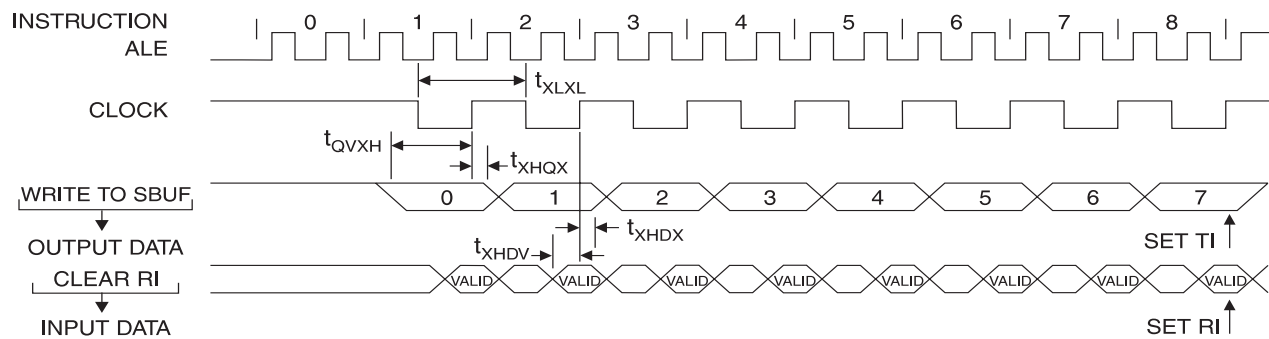 INSTRUCTION 0 1 2 3 4 5 6 7 8
ALE
tXLXL
CLOCK
tQVXH
tXHQX
WRITE TO SBUF 0 1 2 3 4 5 6 7
tXHDX
OUTPUT DATA SET TI
tXHDV
CLEAR RI VALID VALID VALID VALID VALID VALID VALID VALID
INPUT DATA SET RI